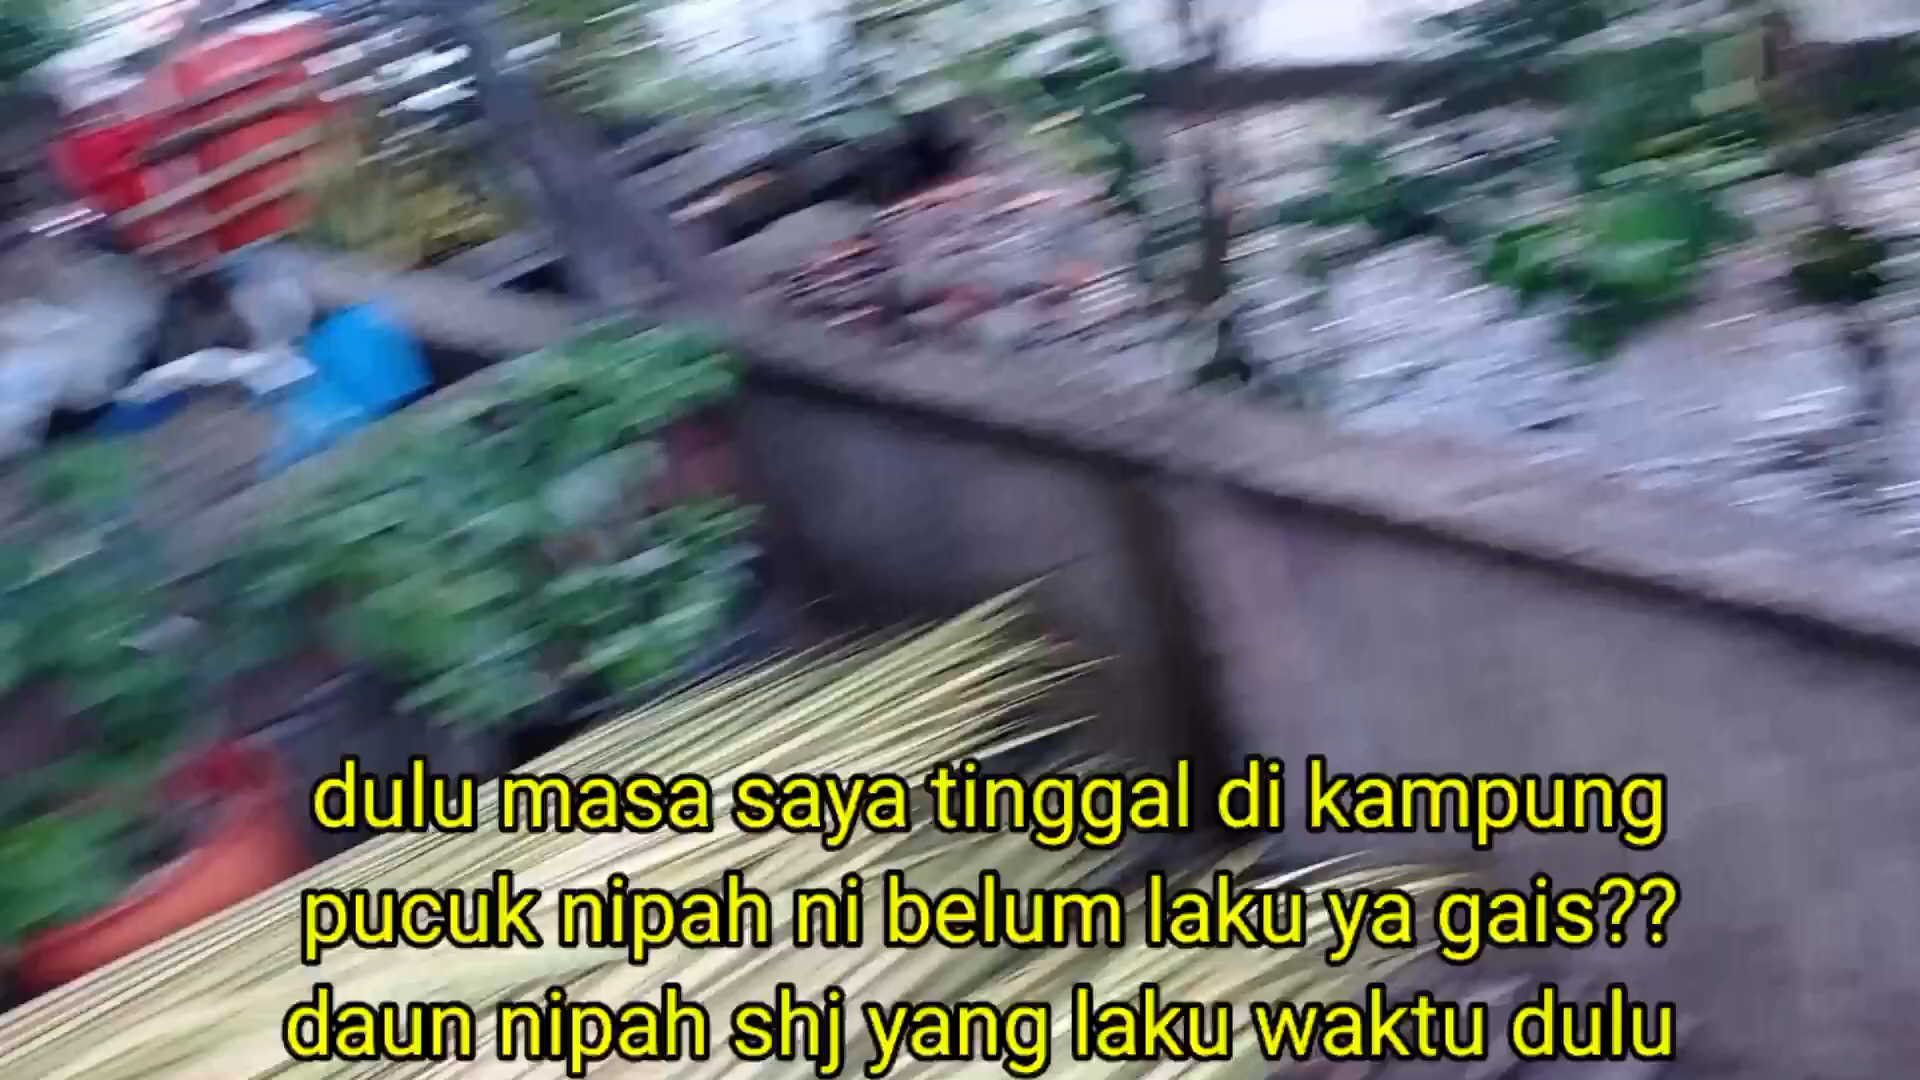 dulu masa saya tinggal di kampung
pucuk nipah ni belum laku ya gais??
daun nipah shj yang laku waktu dulu